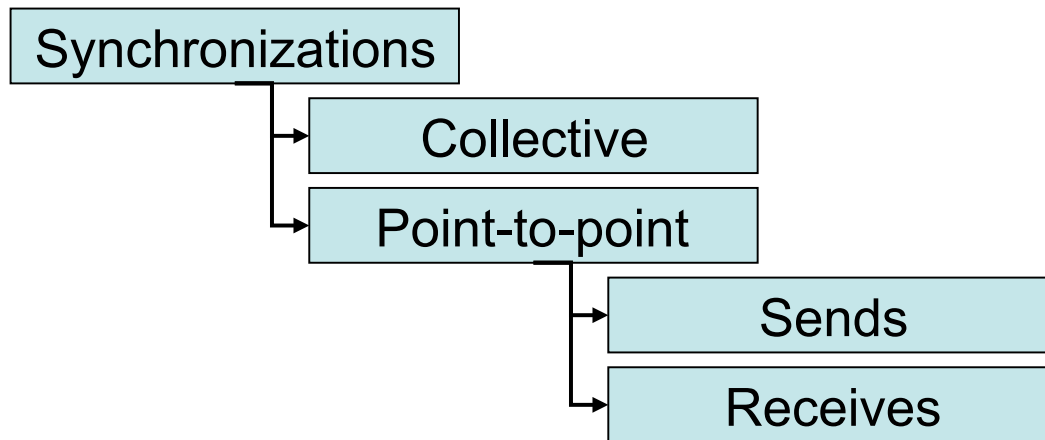 Synchronizations
Collective
Point-to-point
Sends
Receives